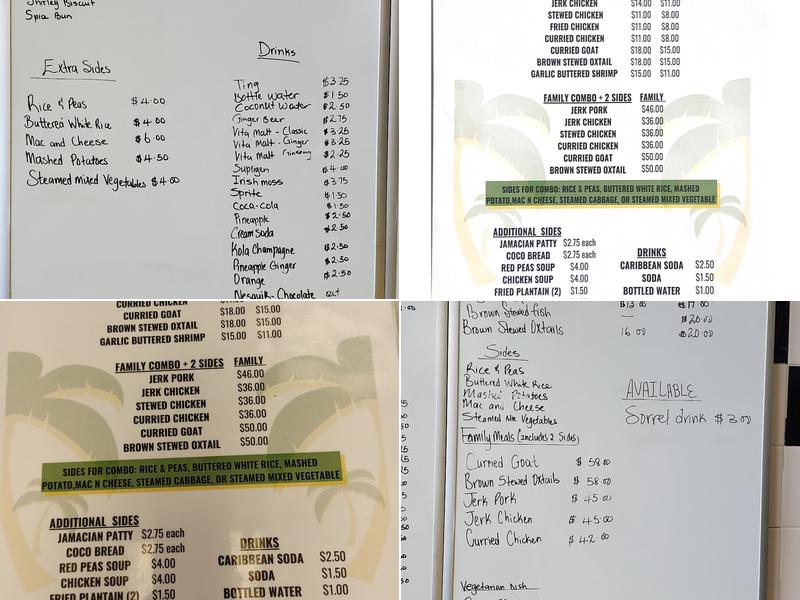 Shirley Biscuit
Spice Bun
Extra Sides
Rice & Peas $4.00
Buttered White Rice $4.00
Mac and Cheese $6.00
Mashed Potatoes $4.50
Steamed Mixed Vegetables $4.00
Drinks
Ting $3.25
Bottle Water $1.50
Coconut Water $2.50
Ginger Beer $2.75
Vita Malt - Classic $3.25
Vita Malt - Ginger $3.25
Vita Malt Ginseng $2.25
Supligen $4.00
Irish moss $3.75
Sprite $1.50
Coca-cola $1.50
Pineapple $2.50
Cream Soda $2.50
Kola Champagne $2.50
Pineapple Ginger $2.50
Orange $2.50
Nesquik-Chocolate out
JERK CHICKEN $14.00 $11.00
STEWED CHICKEN $11.00 $8.00
FRIED CHICKEN $11.00 $8.00
CURRIED CHICKEN $11.00 $8.00
CURRIED GOAT $18.00 $15.00
BROWN STEWED OXTAIL $18.00 $15.00
GARLIC BUTTERED SHRIMP $15.00 $11.00
FAMILY COMBO + 2 SIDES FAMILY
JERK PORK $46.00
JERK CHICKEN $36.00
STEWED CHICKEN $36.00
CURRIED CHICKEN $36.00
CURRIED GOAT $50.00
BROWN STEWED OXTAIL $50.00
SIDES FOR COMBO: RICE & PEAS, BUTTERED WHITE RICE, MASHED
POTATO,MAC N CHEESE, STEAMED CABBAGE, OR STEAMED MIXED VEGETABLE
ADDITIONAL SIDES
JAMACIAN PATTY $2.75 each
COCO BREAD $2.75 each
RED PEAS SOUP $4.00
CHICKEN SOUP $4.00
FRIED PLANTAIN (2) $1.50
DRINKS
CARIBBEAN SODA $2.50
SODA $1.50
BOTTLED WATER $1.00
CURRIED CHICKEN
CURRIED GOAT $18.00 $15.00
BROWN STEWED OXTAIL $18.00 $15.00
GARLIC BUTTERED SHRIMP $15.00 $11.00
FAMILY COMBO + 2 SIDES FAMILY
JERK PORK $46.00
JERK CHICKEN $36.00
STEWED CHICKEN $36.00
CURRIED CHICKEN $36.00
CURRIED GOAT $50.00
BROWN STEWED OXTAIL $50.00
SIDES FOR COMBO: RICE & PEAS, BUTTERED WHITE RICE, MASHED
POTATO,MAC N CHEESE, STEAMED CABBAGE, OR STEAMED MIXED VEGETABLE
ADDITIONAL SIDES
JAMACIAN PATTY $2.75 each
COCO BREAD $2.75 each
RED PEAS SOUP $4.00
CHICKEN SOUP $4.00
FRIED PLANTAIN (2) $1.50
DRINKS
CARIBBEAN SODA $2.50
SODA $1.50
BOTTLED WATER $1.00
$13.00 $17.00
Brown Stewed fish — $20.00
Brown Stewed Oxtails 16.00 $20.00
Sides
Rice & Peas
Buttered White Rice
Mashed Potatoes
Mac and Cheese
Steamed Mix Vegetables
Family Meals (includes 2 Sides)
Curried Goat $58.00
Brown Stewed Oxtails $58.00
Jerk Pork $45.00
Jerk Chicken $45.00
Curried Chicken $42.00
Vegetarian Dish
AVAILABLE
Sorrel drink $3.00